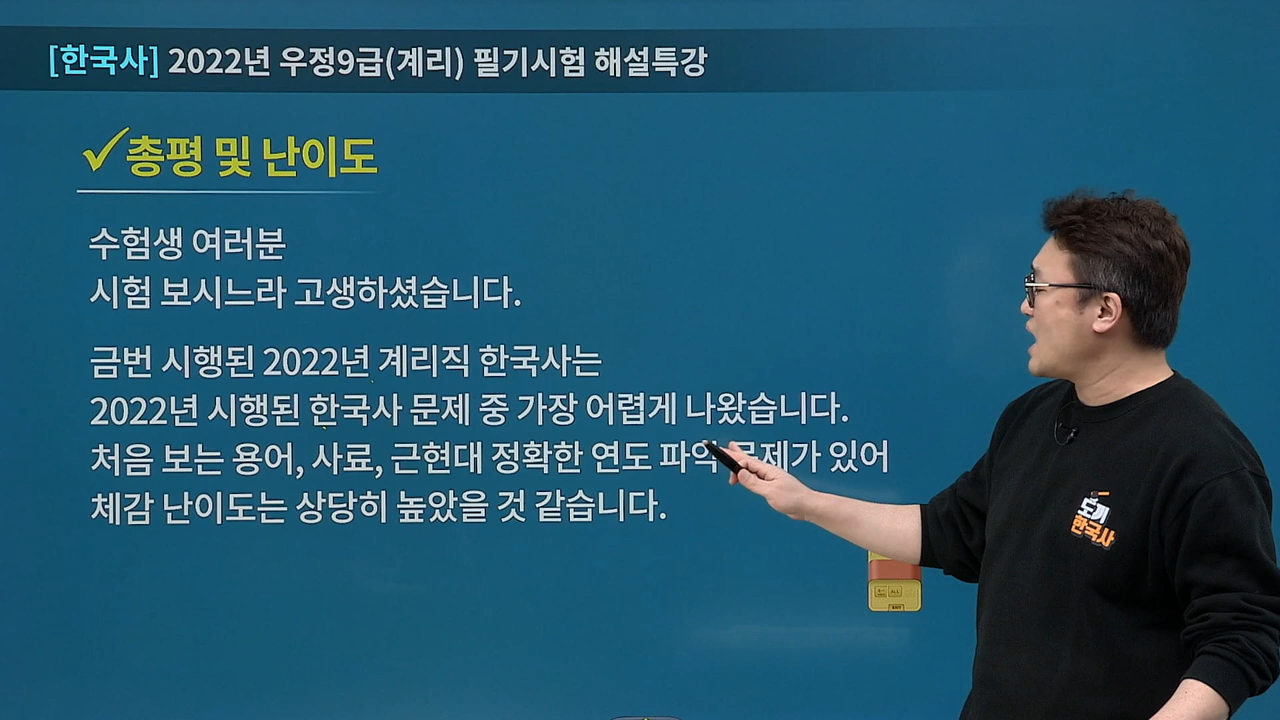 [한국사] 2022년 우정9급(계리) 필기시험 해설특강
✓총평 및 난이도
수험생 여러분
시험 보시느라 고생하셨습니다.
금번 시행된 2022년 계리직 한국사는
2022년 시행된 한국사 문제 중 가장 어렵게 나왔습니다.
처음 보는 용어, 사료, 근현대 정확한 연도 파악 문제가 있어
체감 난이도는 상당히 높았을 것 같습니다.
도끼
한국사
ALL